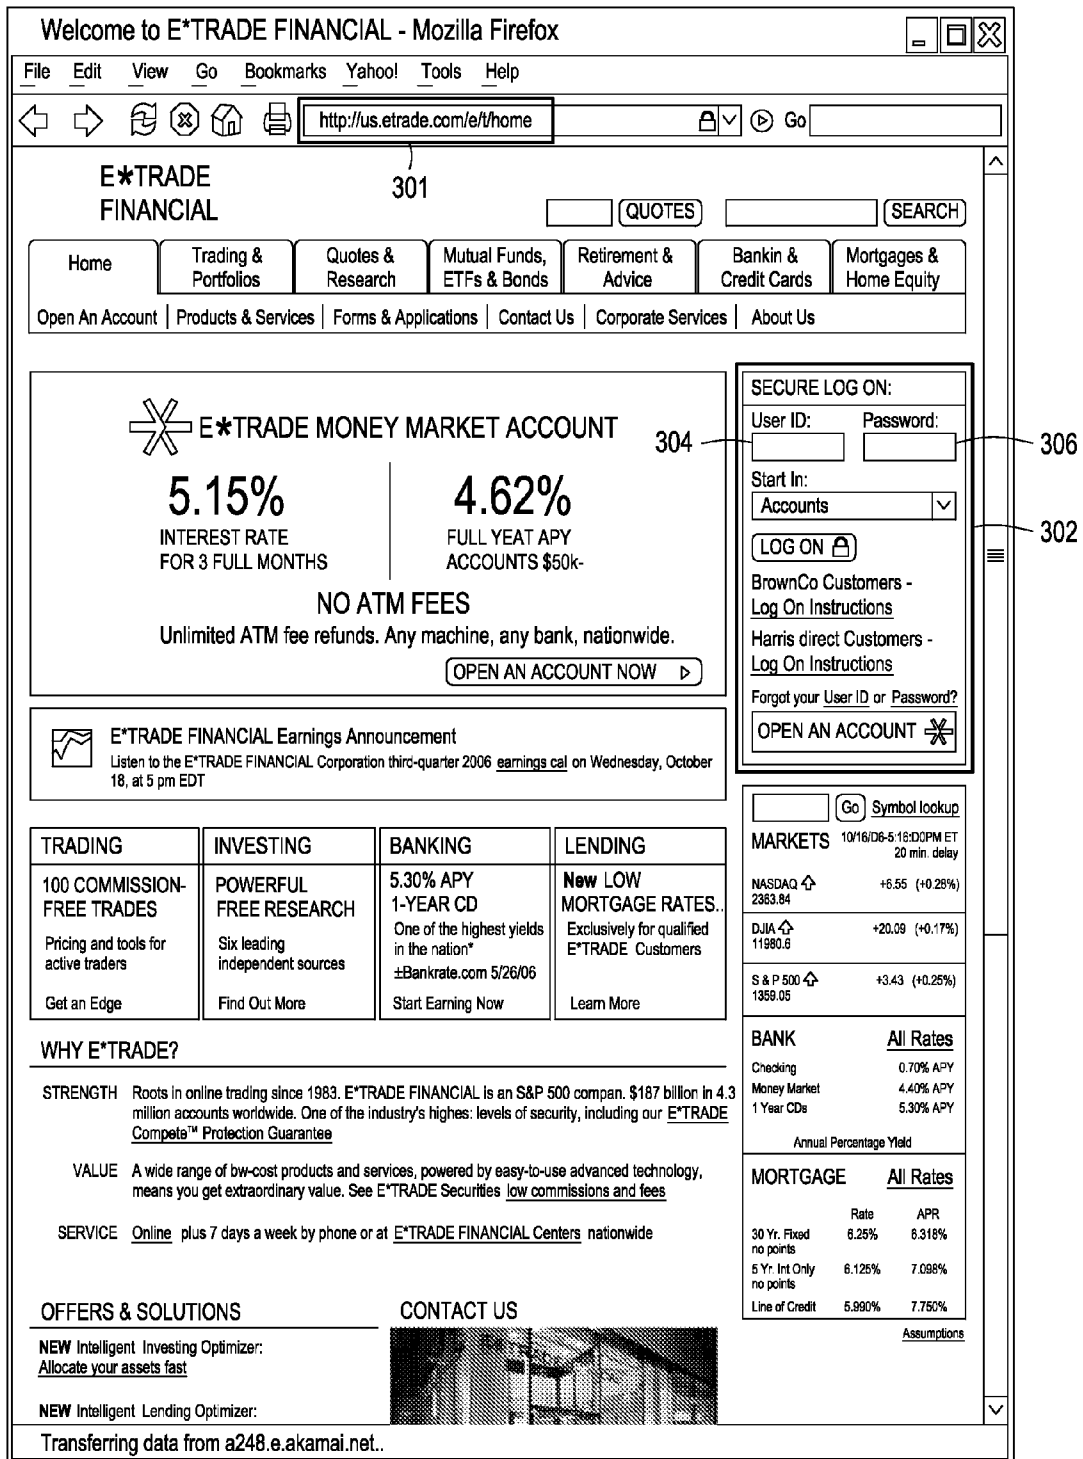 Welcome to E*TRADE FINANCIAL - Mozilla Firefox
File Edit View Go Bookmarks Yahoo! Tools Help
http://us.etrade.com/e/t/home
Go
301
E*TRADE
FINANCIAL
QUOTES
SEARCH
Home
Trading &
Portfolios
Quotes &
Research
Mutual Funds,
ETFs & Bonds
Retirement &
Advice
Bankin &
Credit Cards
Mortgages &
Home Equity
Open An Account | Products & Services | Forms & Applications | Contact Us | Corporate Services | About Us
E*TRADE MONEY MARKET ACCOUNT
5.15%
INTEREST RATE
FOR 3 FULL MONTHS
4.62%
FULL YEAT APY
ACCOUNTS $50k-
NO ATM FEES
Unlimited ATM fee refunds. Any machine, any bank, nationwide.
OPEN AN ACCOUNT NOW
SECURE LOG ON:
User ID:
Password:
304
306
Start In:
Accounts
302
LOG ON
BrownCo Customers -
Log On Instructions
Harris direct Customers -
Log On Instructions
Forgot your User ID or Password?
OPEN AN ACCOUNT
E*TRADE FINANCIAL Earnings Announcement
Listen to the E*TRADE FINANCIAL Corporation third-quarter 2006 earnings cal on Wednesday, October
18, at 5 pm EDT
TRADING
100 COMMISSION-
FREE TRADES
Pricing and tools for
active traders
Get an Edge
INVESTING
POWERFUL
FREE RESEARCH
Six leading
independent sources
Find Out More
BANKING
5.30% APY
1-YEAR CD
One of the highest yields
in the nation*
±Bankrate.com 5/26/06
Start Earning Now
LENDING
New LOW
MORTGAGE RATES..
Exclusively for qualified
E*TRADE Customers
Learn More
Go Symbol lookup
MARKETS 10/16/D6-5:16:D0PM ET
20 min. delay
NASDAQ +6.55 (+0.28%)
2363.84
DJIA +20.09 (+0.17%)
11980.6
S & P 500 +3.43 (+0.25%)
1359.05
BANK All Rates
Checking 0.70% APY
Money Market 4.40% APY
1 Year CDs 5.30% APY
Annual Percentage Yield
MORTGAGE All Rates
Rate APR
30 Yr. Fixed 6.25% 6.318%
no points
5 Yr. Int Only 6.126% 7.098%
no points
Line of Credit 5.990% 7.750%
Assumptions
WHY E*TRADE?
STRENGTH Roots in online trading since 1983. E*TRADE FINANCIAL is an S&P 500 compan. $187 billion in 4.3
million accounts worldwide. One of the industry's highes: levels of security, including our E*TRADE
Compete™ Protection Guarantee
VALUE A wide range of bw-cost products and services, powered by easy-to-use advanced technology,
means you get extraordinary value. See E*TRADE Securities low commissions and fees
SERVICE Online plus 7 days a week by phone or at E*TRADE FINANCIAL Centers nationwide
OFFERS & SOLUTIONS
NEW Intelligent Investing Optimizer:
Allocate your assets fast
NEW Intelligent Lending Optimizer:
CONTACT US
Transferring data from a248.e.akamai.net..